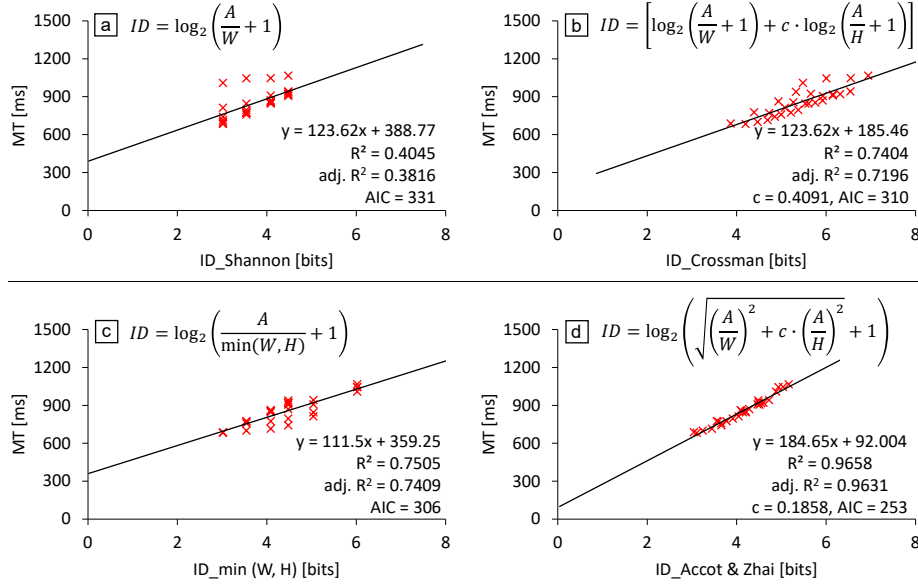 a ID = log₂ (A/W + 1)
1500
1200
900
600
300
0
MT [ms]
y = 123.62x + 388.77
R² = 0.4045
adj. R² = 0.3816
AIC = 331
0 2 4 6 8
ID_Shannon [bits]
b ID = [log₂ (A/W + 1) + c · log₂ (A/H + 1)]
1500
1200
900
600
300
0
MT [ms]
y = 123.62x + 185.46
R² = 0.7404
adj. R² = 0.7196
c = 0.4091, AIC = 310
0 2 4 6 8
ID_Crossman [bits]
c ID = log₂ (A/min(W, H) + 1)
1500
1200
900
600
300
0
MT [ms]
y = 111.5x + 359.25
R² = 0.7505
adj. R² = 0.7409
AIC = 306
0 2 4 6 8
ID_min (W, H) [bits]
d ID = log₂ (√((A/W)² + c · (A/H)²) + 1)
1500
1200
900
600
300
0
MT [ms]
y = 184.65x + 92.004
R² = 0.9658
adj. R² = 0.9631
c = 0.1858, AIC = 253
0 2 4 6 8
ID_Accot & Zhai [bits]